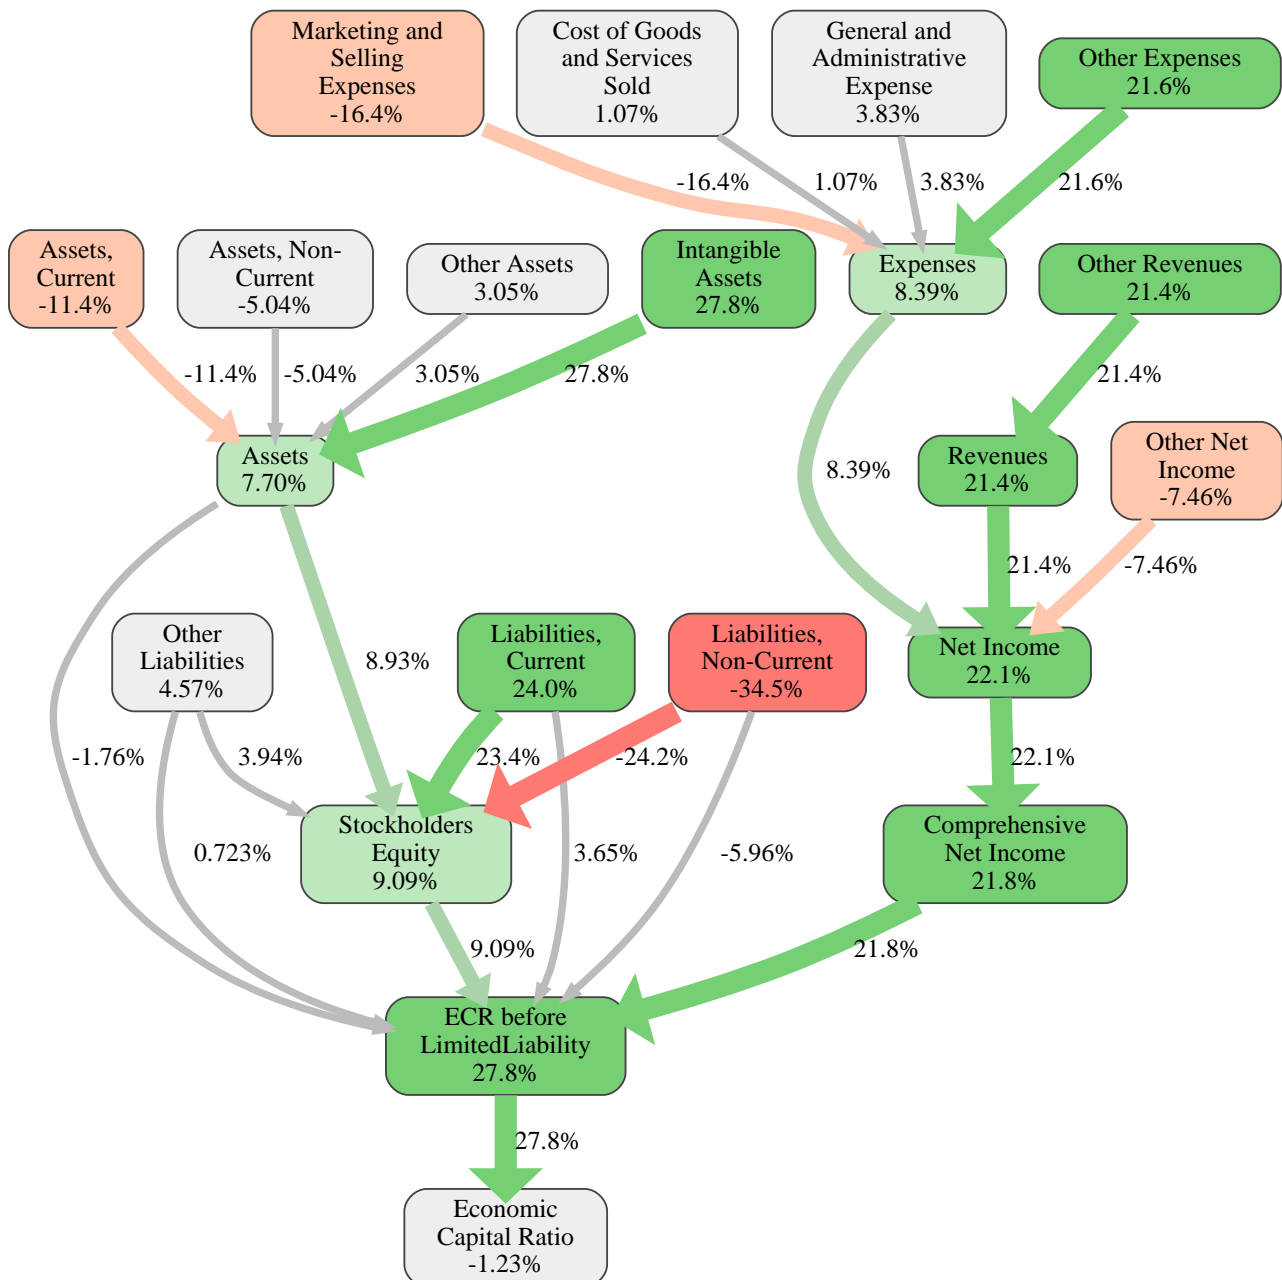 Marketing and
Selling
Expenses
-16.4%
Cost of Goods
and Services
Sold
1.07%
General and
Administrative
Expense
3.83%
Other Expenses
21.6%
-16.4%
1.07%
3.83%
21.6%
Assets,
Current
-11.4%
Assets, Non-
Current
-5.04%
Other Assets
3.05%
Intangible
Assets
27.8%
Expenses
8.39%
Other Revenues
21.4%
-11.4%
-5.04%
3.05%
27.8%
21.4%
Assets
7.70%
8.39%
Revenues
21.4%
Other Net
Income
-7.46%
21.4%
-7.46%
Other
Liabilities
4.57%
8.93%
Liabilities,
Current
24.0%
Liabilities,
Non-Current
-34.5%
Net Income
22.1%
-1.76%
3.94%
23.4%
-24.2%
22.1%
0.723%
Stockholders
Equity
9.09%
3.65%
-5.96%
Comprehensive
Net Income
21.8%
9.09%
21.8%
ECR before
LimitedLiability
27.8%
27.8%
Economic
Capital Ratio
-1.23%